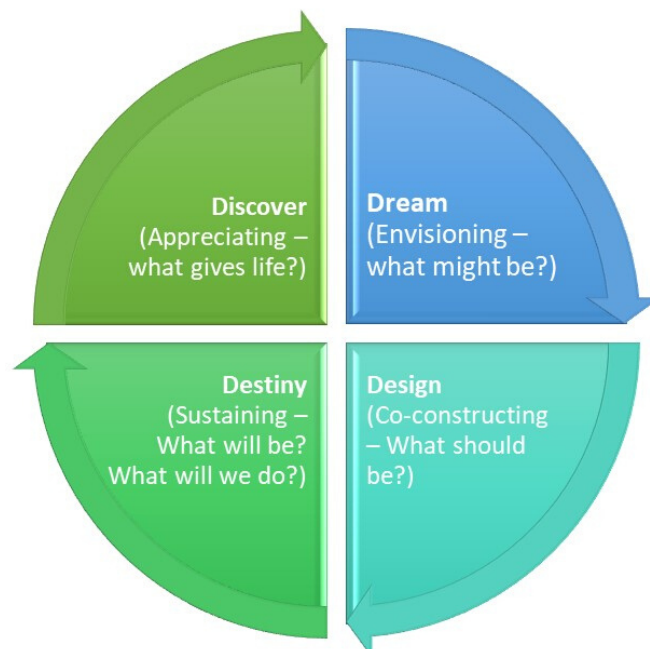 Discover
(Appreciating –
what gives life?)
Dream
(Envisioning –
what might be?)
Destiny
(Sustaining –
What will be?
What will we do?)
Design
(Co-constructing
– What should
be?)